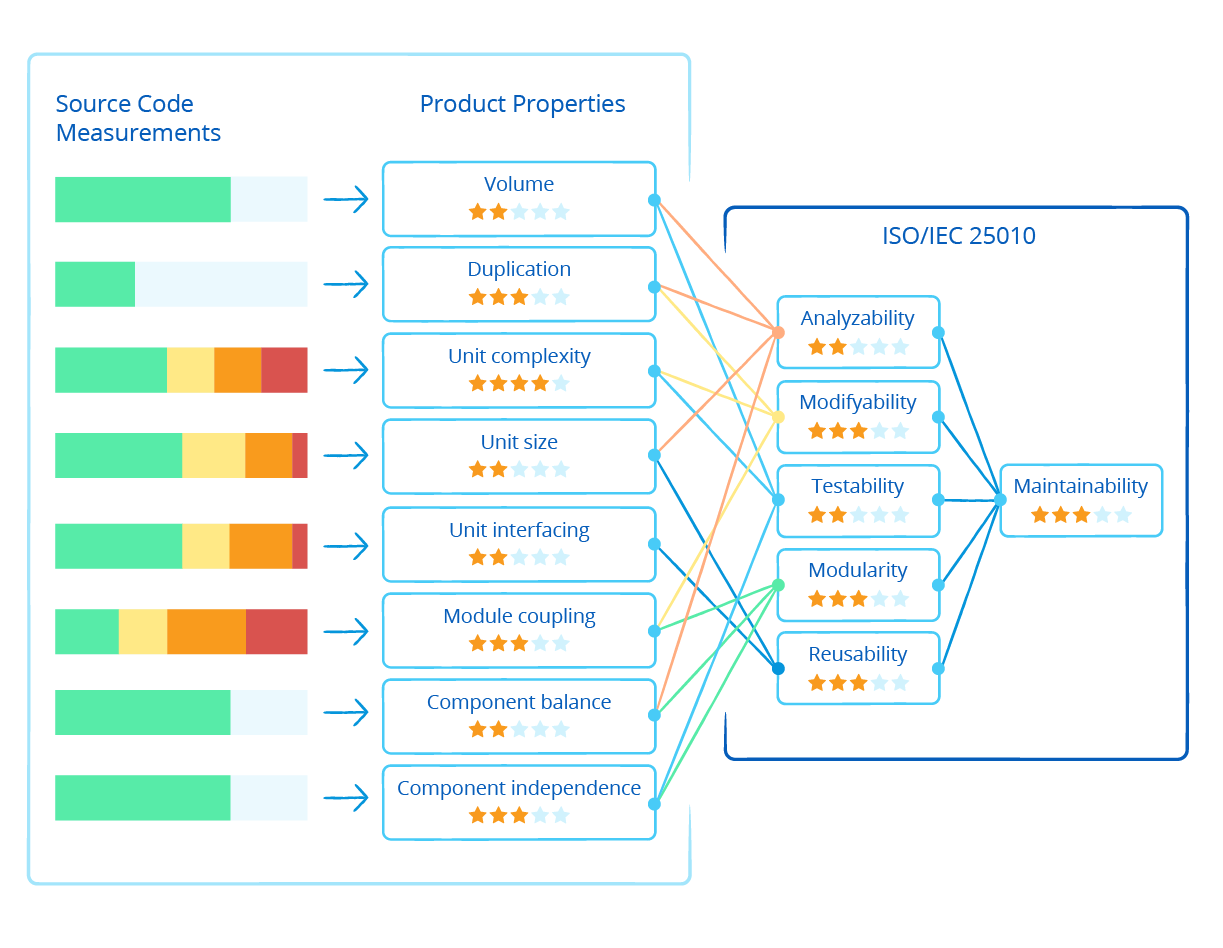 Source Code
Measurements
Product Properties
Volume
Duplication
Unit complexity
Unit size
Unit interfacing
Module coupling
Component balance
Component independence
ISO/IEC 25010
Analyzability
Modifyability
Testability
Modularity
Reusability
Maintainability